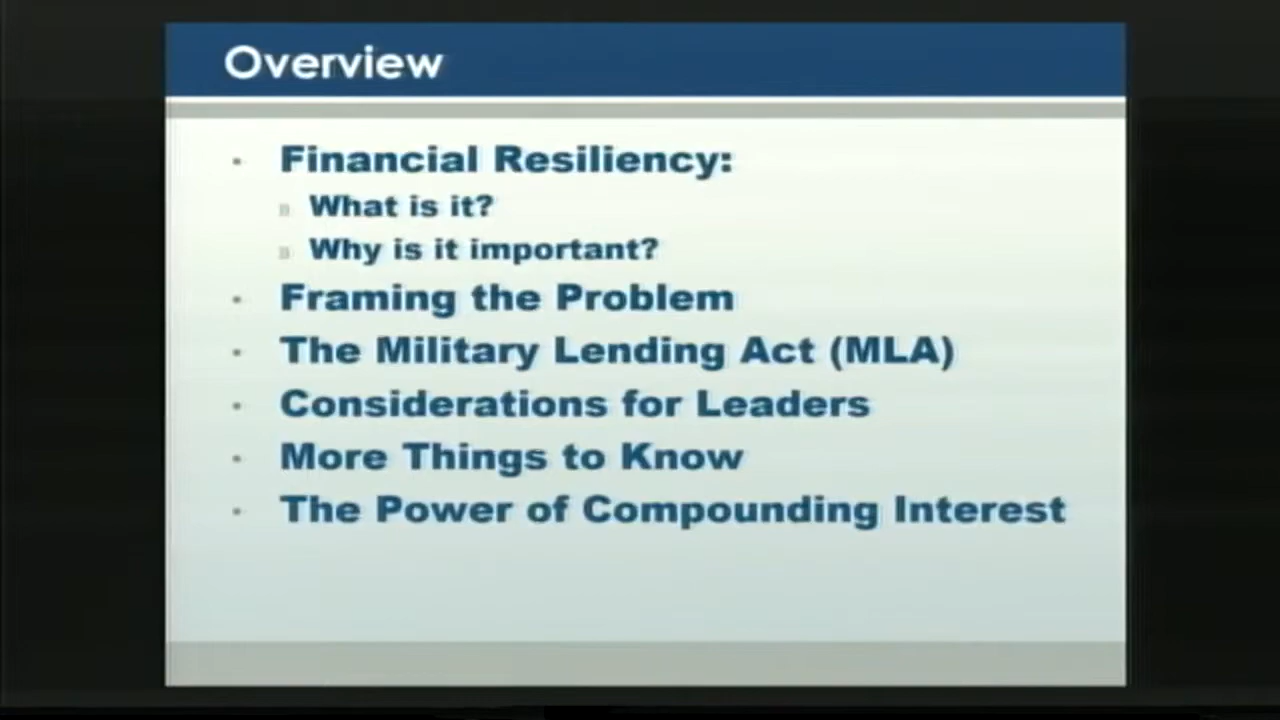 Overview
Financial Resiliency:
What is it?
Why is it important?
Framing the Problem
The Military Lending Act (MLA)
Considerations for Leaders
More Things to Know
The Power of Compounding Interest